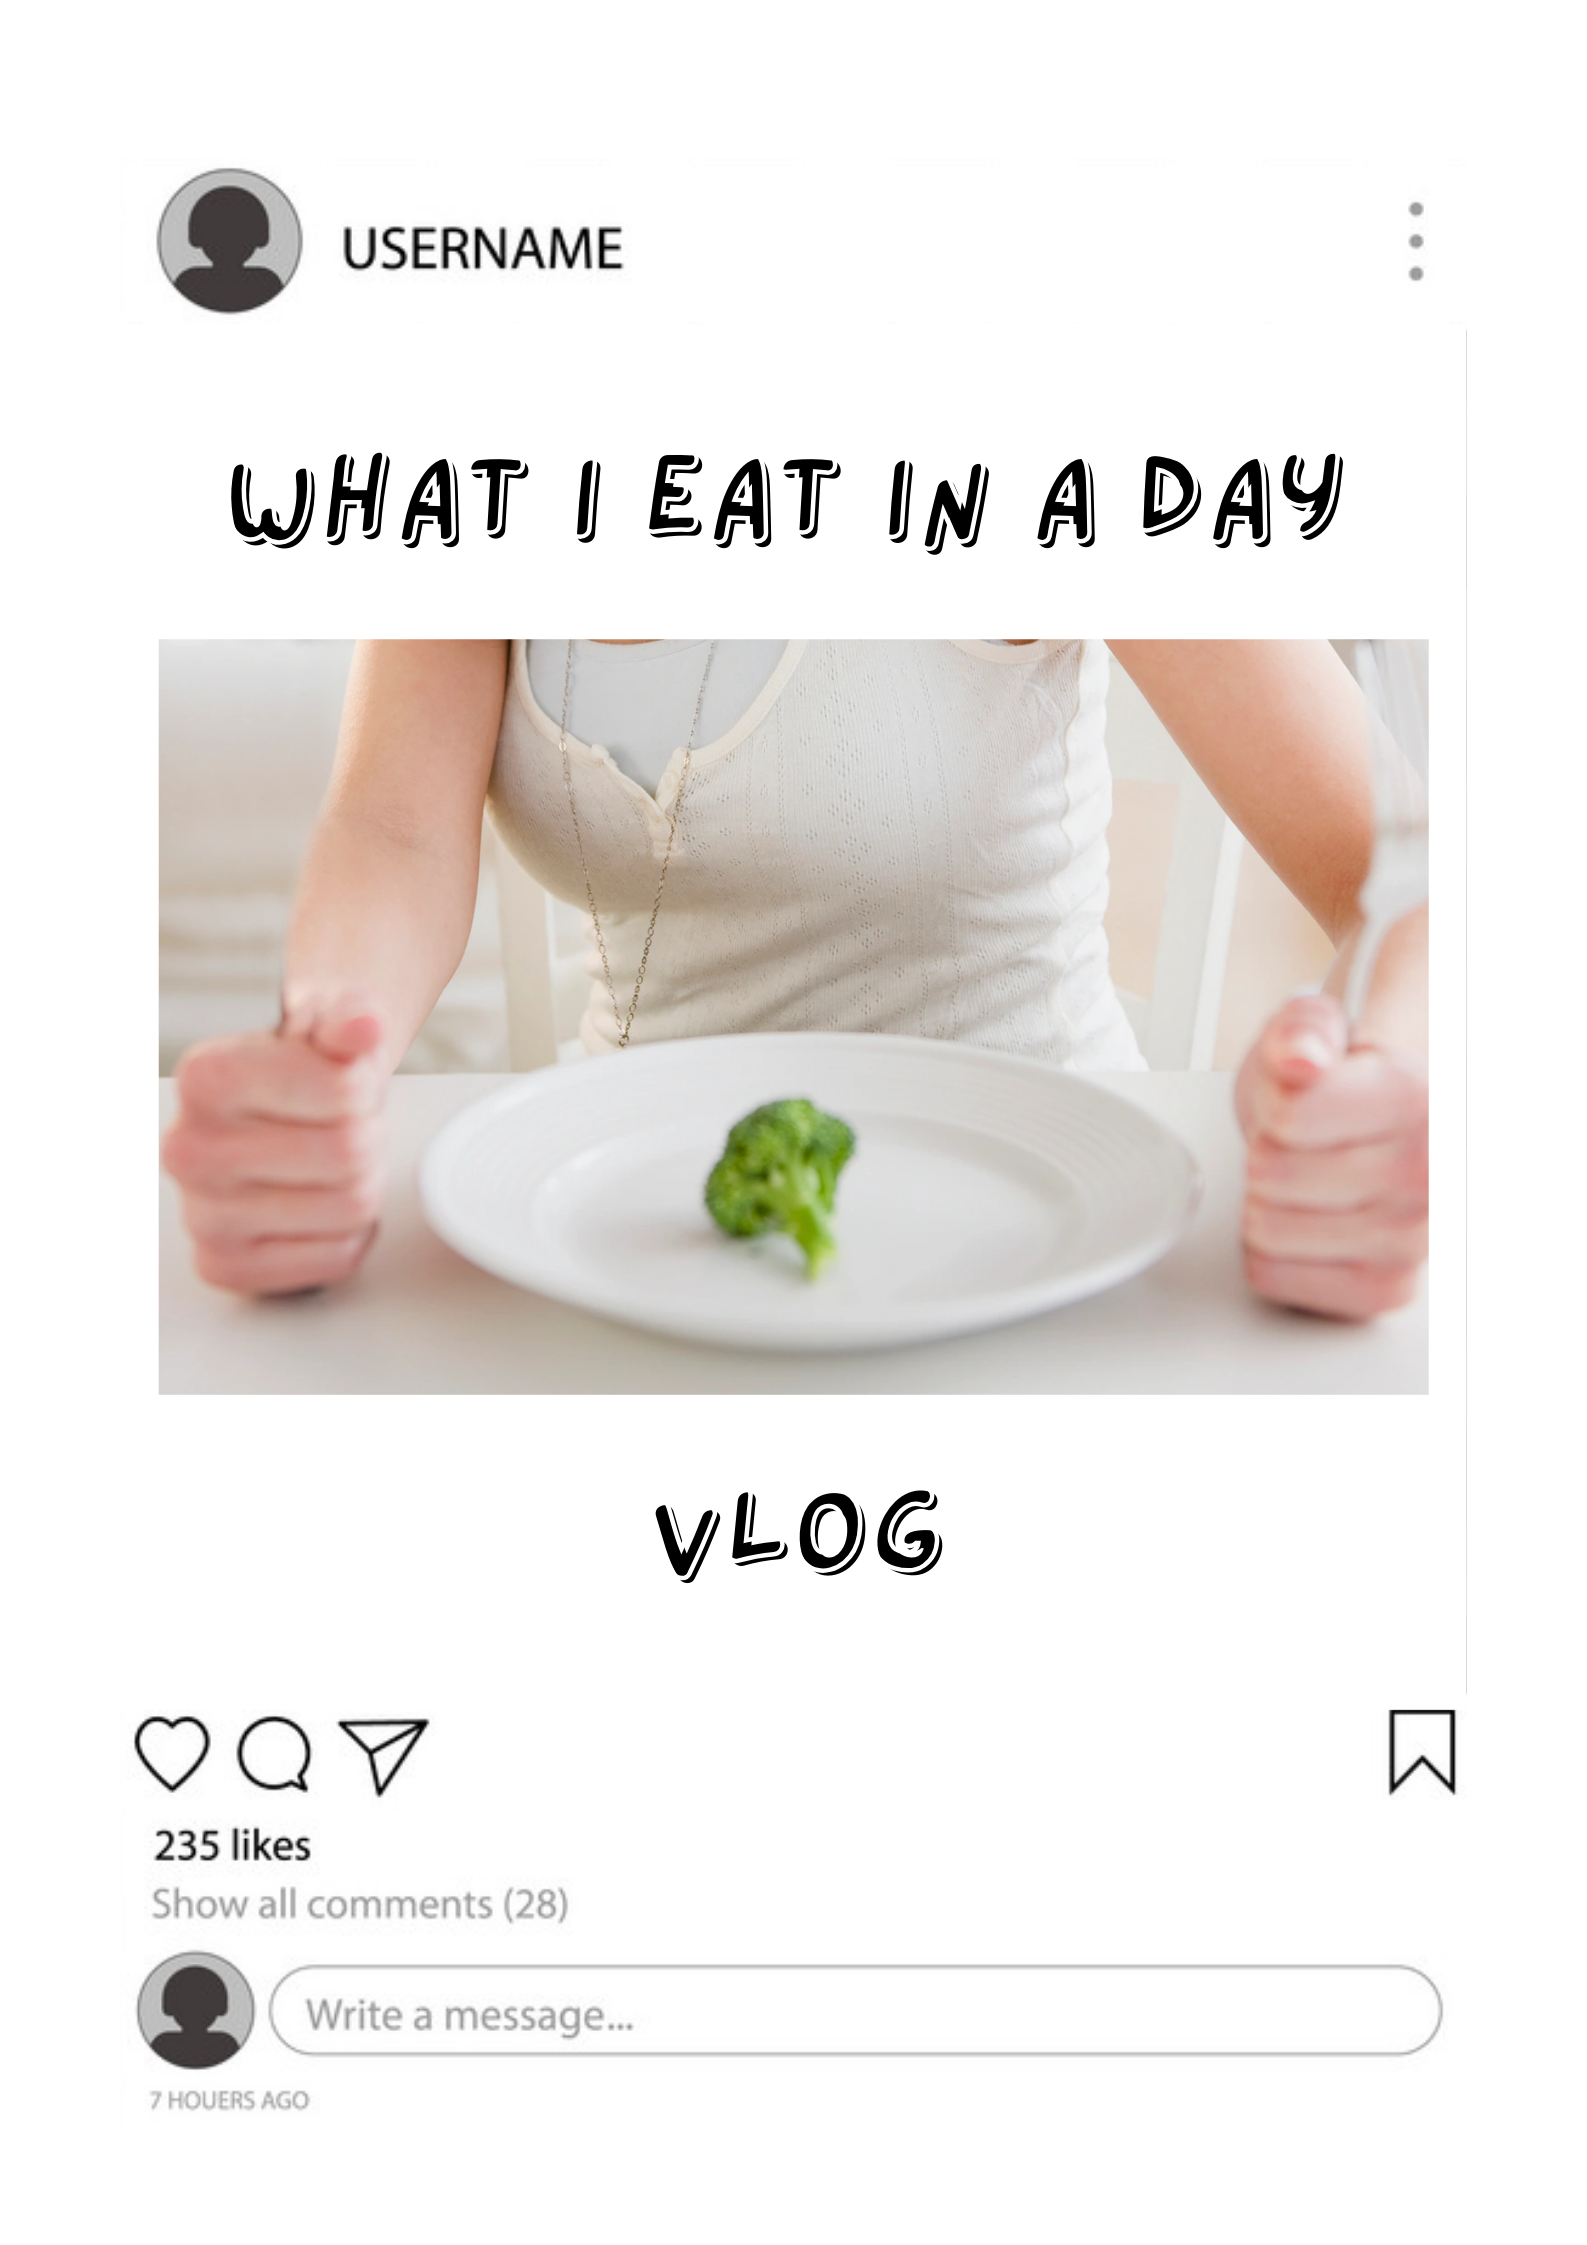 USERNAME
WHAT I EAT IN A DAY
VLOG
235 likes
Show all comments (28)
Write a message...
7 HOUERS AGO